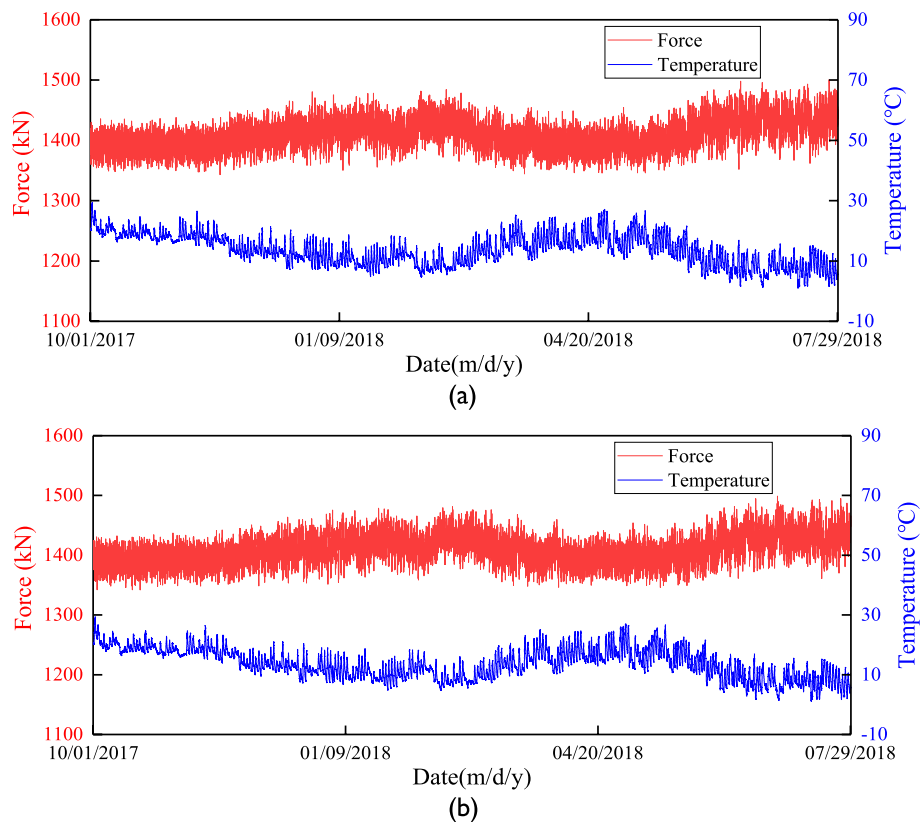 1600
1500
1400
1300
1200
1100
Force (kN)
90
70
50
30
10
-10
Temperature (°C)
Force
Temperature
10/01/2017 01/09/2018 04/20/2018 07/29/2018
Date(m/d/y)
(a)
1600
1500
1400
1300
1200
1100
Force (kN)
90
70
50
30
10
-10
Temperature (°C)
Force
Temperature
10/01/2017 01/09/2018 04/20/2018 07/29/2018
Date(m/d/y)
(b)